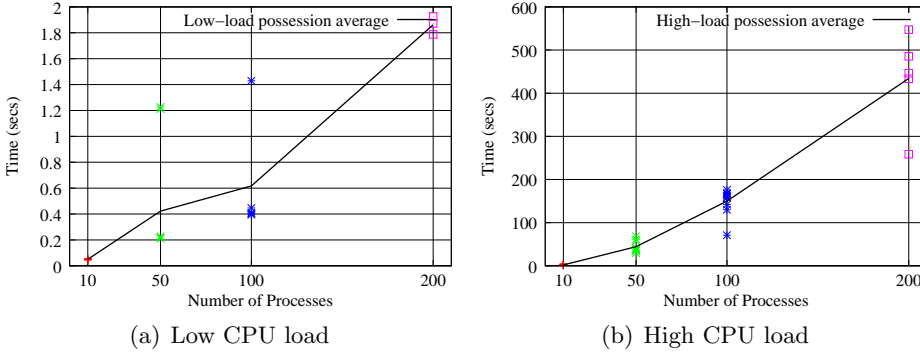 Low-load possession average
2
1.8
1.6
1.4
1.2
1
0.8
0.6
0.4
0.2
0
Time (secs)
10 50 100 200
Number of Processes
(a) Low CPU load
High-load possession average
600
500
400
300
200
100
0
Time (secs)
10 50 100 200
Number of Processes
(b) High CPU load